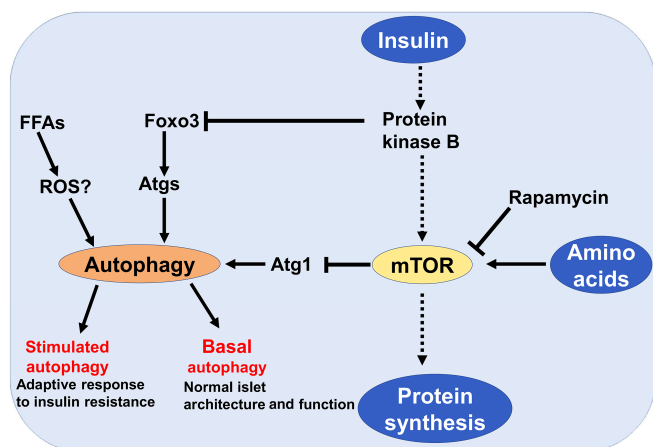 Insulin
FFAs
Foxo3
Protein
kinase B
ROS?
Atgs
Rapamycin
Autophagy
Atg1
mTOR
Amino
acids
Stimulated
autophagy
Adaptive response
to insulin resistance
Basal
autophagy
Normal islet
architecture and function
Protein
synthesis